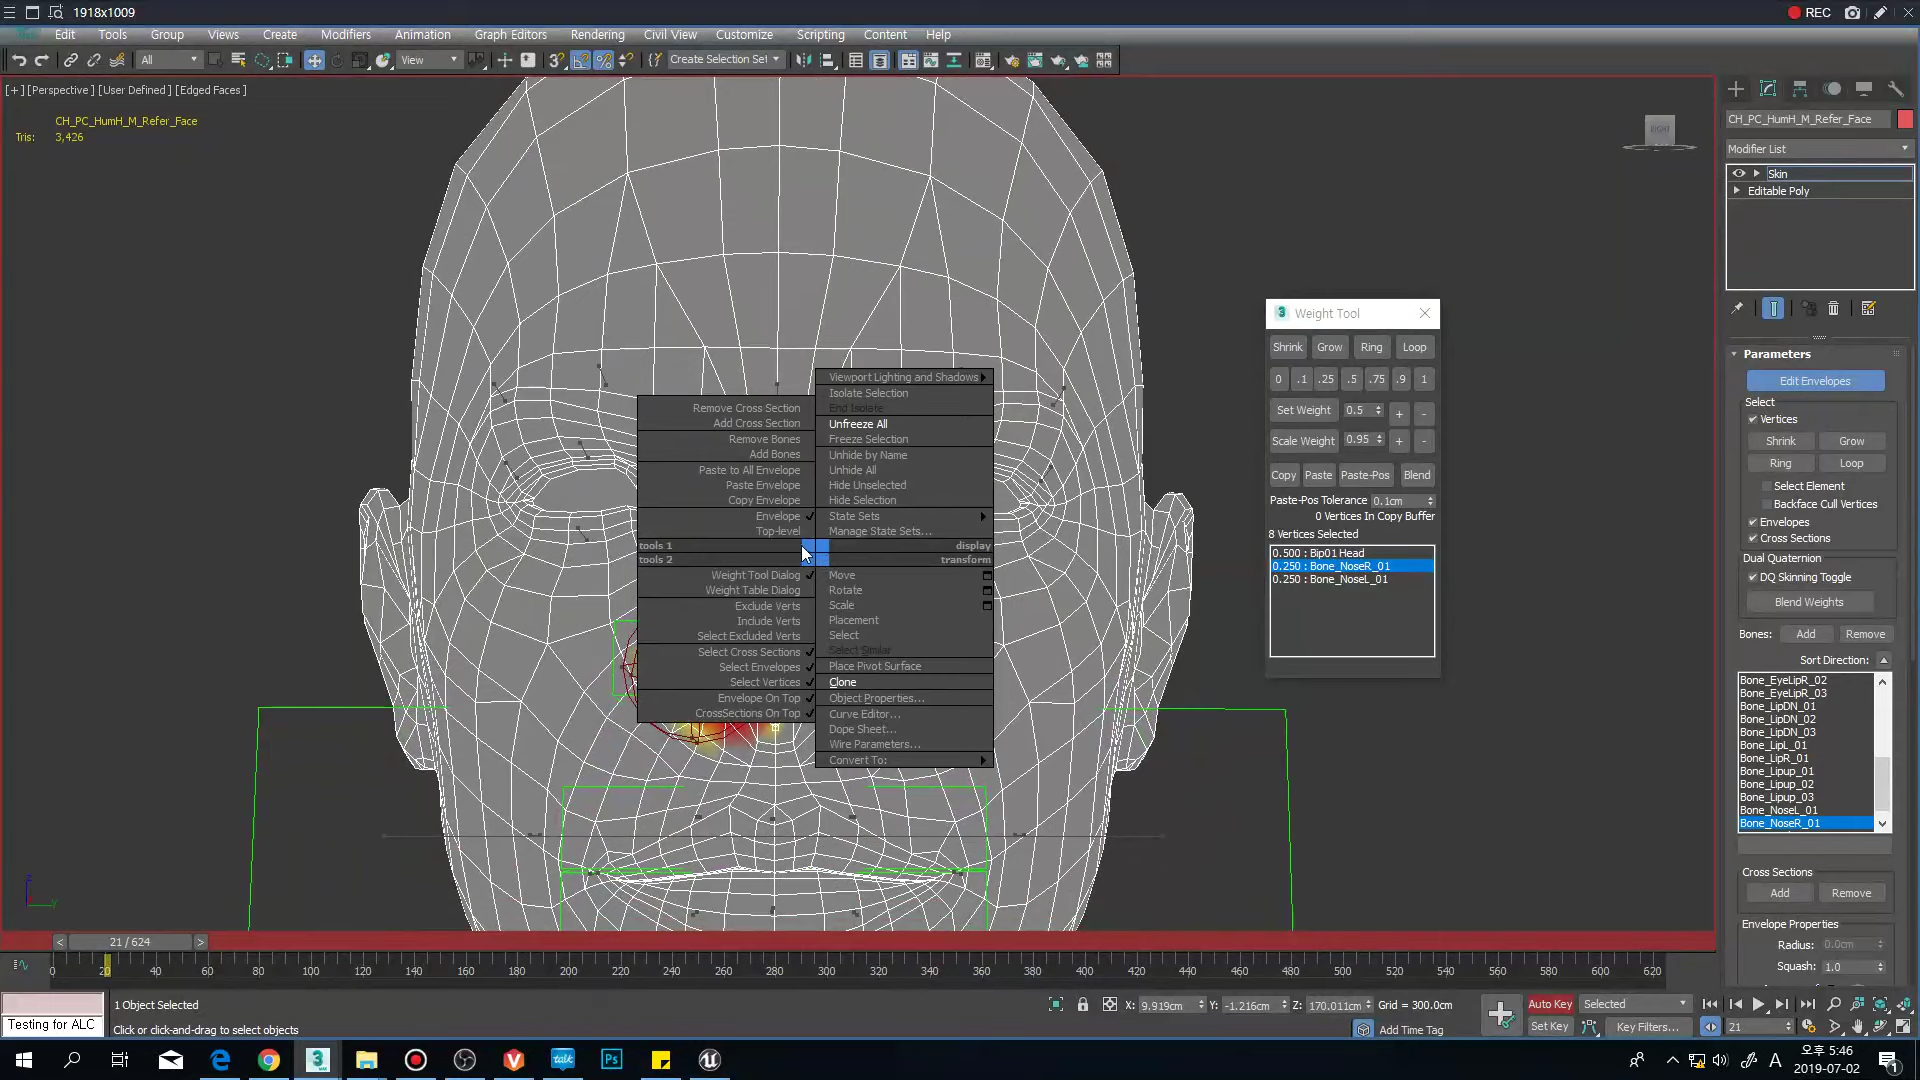 1918x1009
REC
Edit
Tools
Group
Views
Create
Modifiers
Animation
Graph Editors
Rendering
Civil View
Customize
Scripting
Content
Help
All
View
Create Selection Set
[+] [Perspective ] [User Defined ] [Edged Faces ]
CH_PC_HumH_M_Refer_Face
Tris: 3,426
Remove Cross Section
Add Cross Section
Remove Bones
Add Bones
Paste to All Envelope
Paste Envelope
Copy Envelope
Envelope
Top-level
tools 1
tools 2
Weight Tool Dialog
Weight Table Dialog
Exclude Verts
Include Verts
Select Excluded Verts
Select Cross Sections
Select Envelopes
Select Vertices
Envelope On Top
CrossSections On Top
Viewport Lighting and Shadows
Isolate Selection
End Isolate
Unfreeze All
Freeze Selection
Unhide by Name
Unhide All
Hide Unselected
Hide Selection
State Sets
Manage State Sets...
display
transform
Move
Rotate
Scale
Placement
Select
Select Similar
Place Pivot Surface
Clone
Object Properties...
Curve Editor...
Dope Sheet...
Wire Parameters...
Convert To:
3 Weight Tool
Shrink Grow Ring Loop
0 .1 .25 .5 .75 .9 1
Set Weight 0.5 + -
Scale Weight 0.95 + -
Copy Paste Paste-Pos Blend
Paste-Pos Tolerance 0.1cm
0 Vertices In Copy Buffer
8 Vertices Selected
0.500 : Bip01 Head
0.250 : Bone_NoseR_01
0.250 : Bone_NoseL_01
CH_PC_HumH_M_Refer_Face
Modifier List
Skin
Editable Poly
Parameters
Edit Envelopes
Select
Vertices
Shrink Grow
Ring Loop
Select Element
Backface Cull Vertices
Envelopes
Cross Sections
Dual Quaternion
DQ Skinning Toggle
Blend Weights
Bones: Add Remove
Sort Direction:
Bone_EyeLipR_02
Bone_EyeLipR_03
Bone_LipDN_01
Bone_LipDN_02
Bone_LipDN_03
Bone_LipL_01
Bone_LipR_01
Bone_Lipup_01
Bone_Lipup_02
Bone_Lipup_03
Bone_NoseL_01
Bone_NoseR_01
Cross Sections
Add Remove
Envelope Properties
Radius: 0.0cm
Squash: 1.0
< 21 / 624 >
0 20 40 60 80 100 120 140 160 180 200 220 240 260 280 300 320 340 360 380 400 420 440 460 480 500 520 540 560 580 600 620
1 Object Selected
X: 9.919cm Y: -1.216cm Z: 170.011cm Grid = 300.0cm
Auto Key Selected
Testing for ALC
Click or click-and-drag to select objects
Add Time Tag
Set Key Key Filters... 21
3
talk
Ps
A
오후 5:46
2019-07-02
1